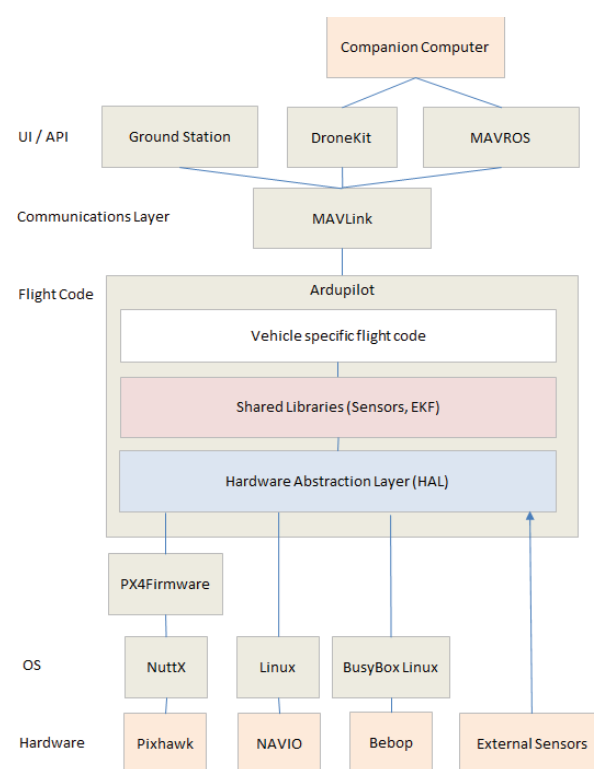 Companion Computer
UI / API
Ground Station
DroneKit
MAVROS
Communications Layer
MAVLink
Flight Code
Ardupilot
Vehicle specific flight code
Shared Libraries (Sensors, EKF)
Hardware Abstraction Layer (HAL)
PX4Firmware
OS
NuttX
Linux
BusyBox Linux
Hardware
Pixhawk
NAVIO
Bebop
External Sensors